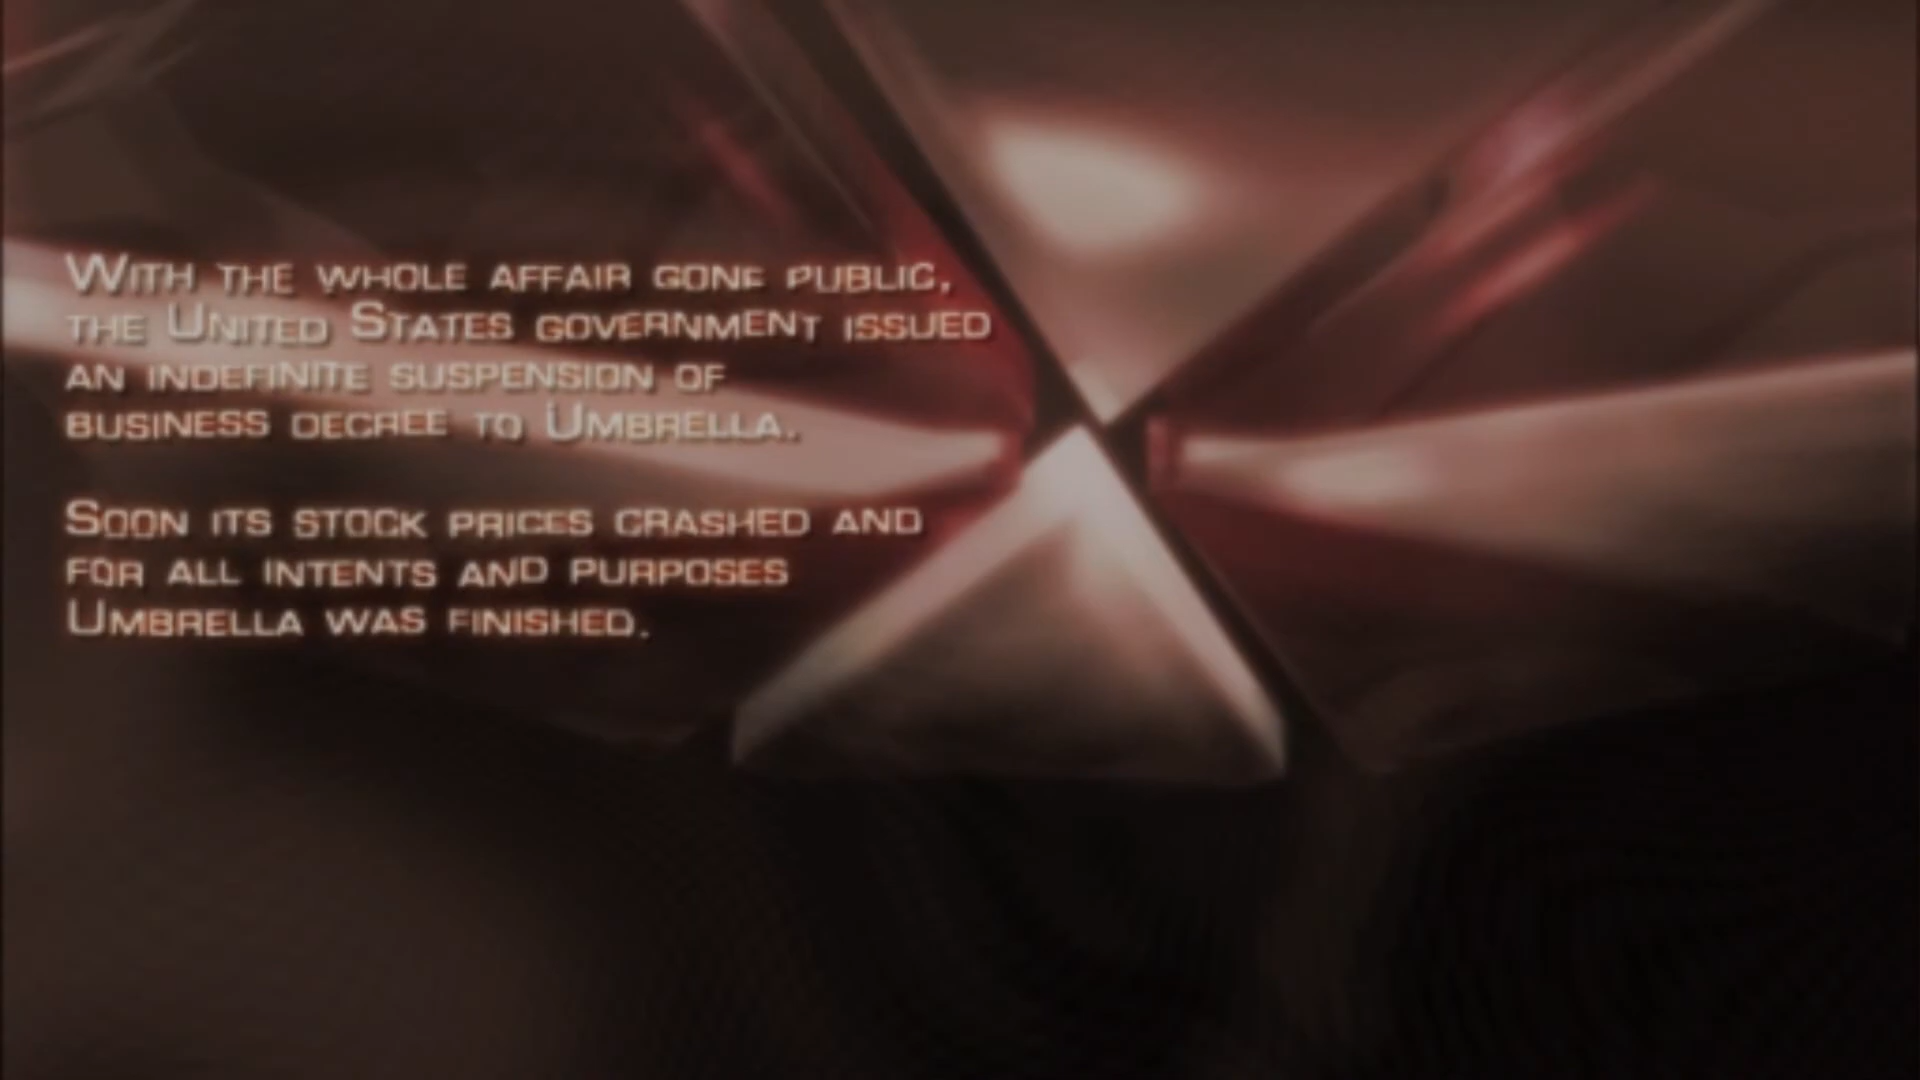 With the whole affair gone public,
the United States government issued
an indefinite suspension of
business decree to Umbrella.
Soon its stock prices crashed and
for all intents and purposes
Umbrella was finished.